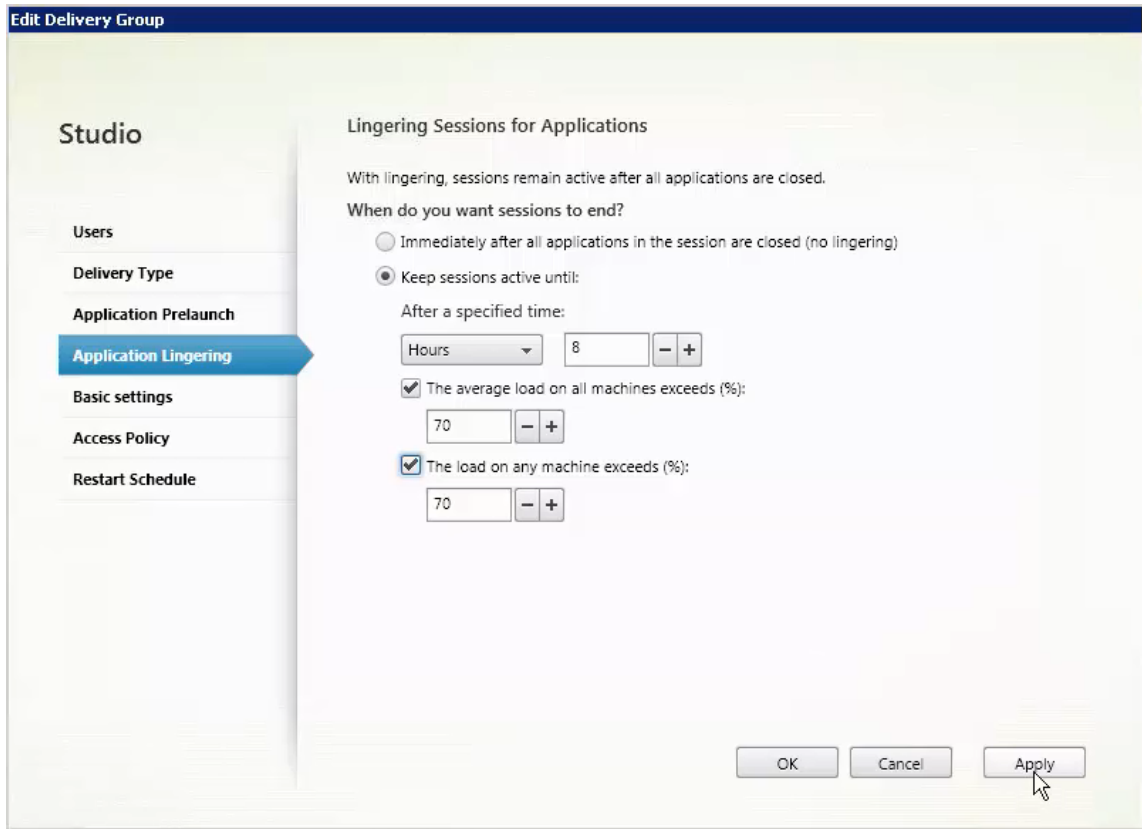 Edit Delivery Group
Studio
Users
Delivery Type
Application Prelaunch
Application Lingering
Basic settings
Access Policy
Restart Schedule
Lingering Sessions for Applications
With lingering, sessions remain active after all applications are closed.
When do you want sessions to end?
Immediately after all applications in the session are closed (no lingering)
Keep sessions active until:
After a specified time:
Hours 8 − +
The average load on all machines exceeds (%):
70 − +
The load on any machine exceeds (%):
70 − +
OK Cancel Apply